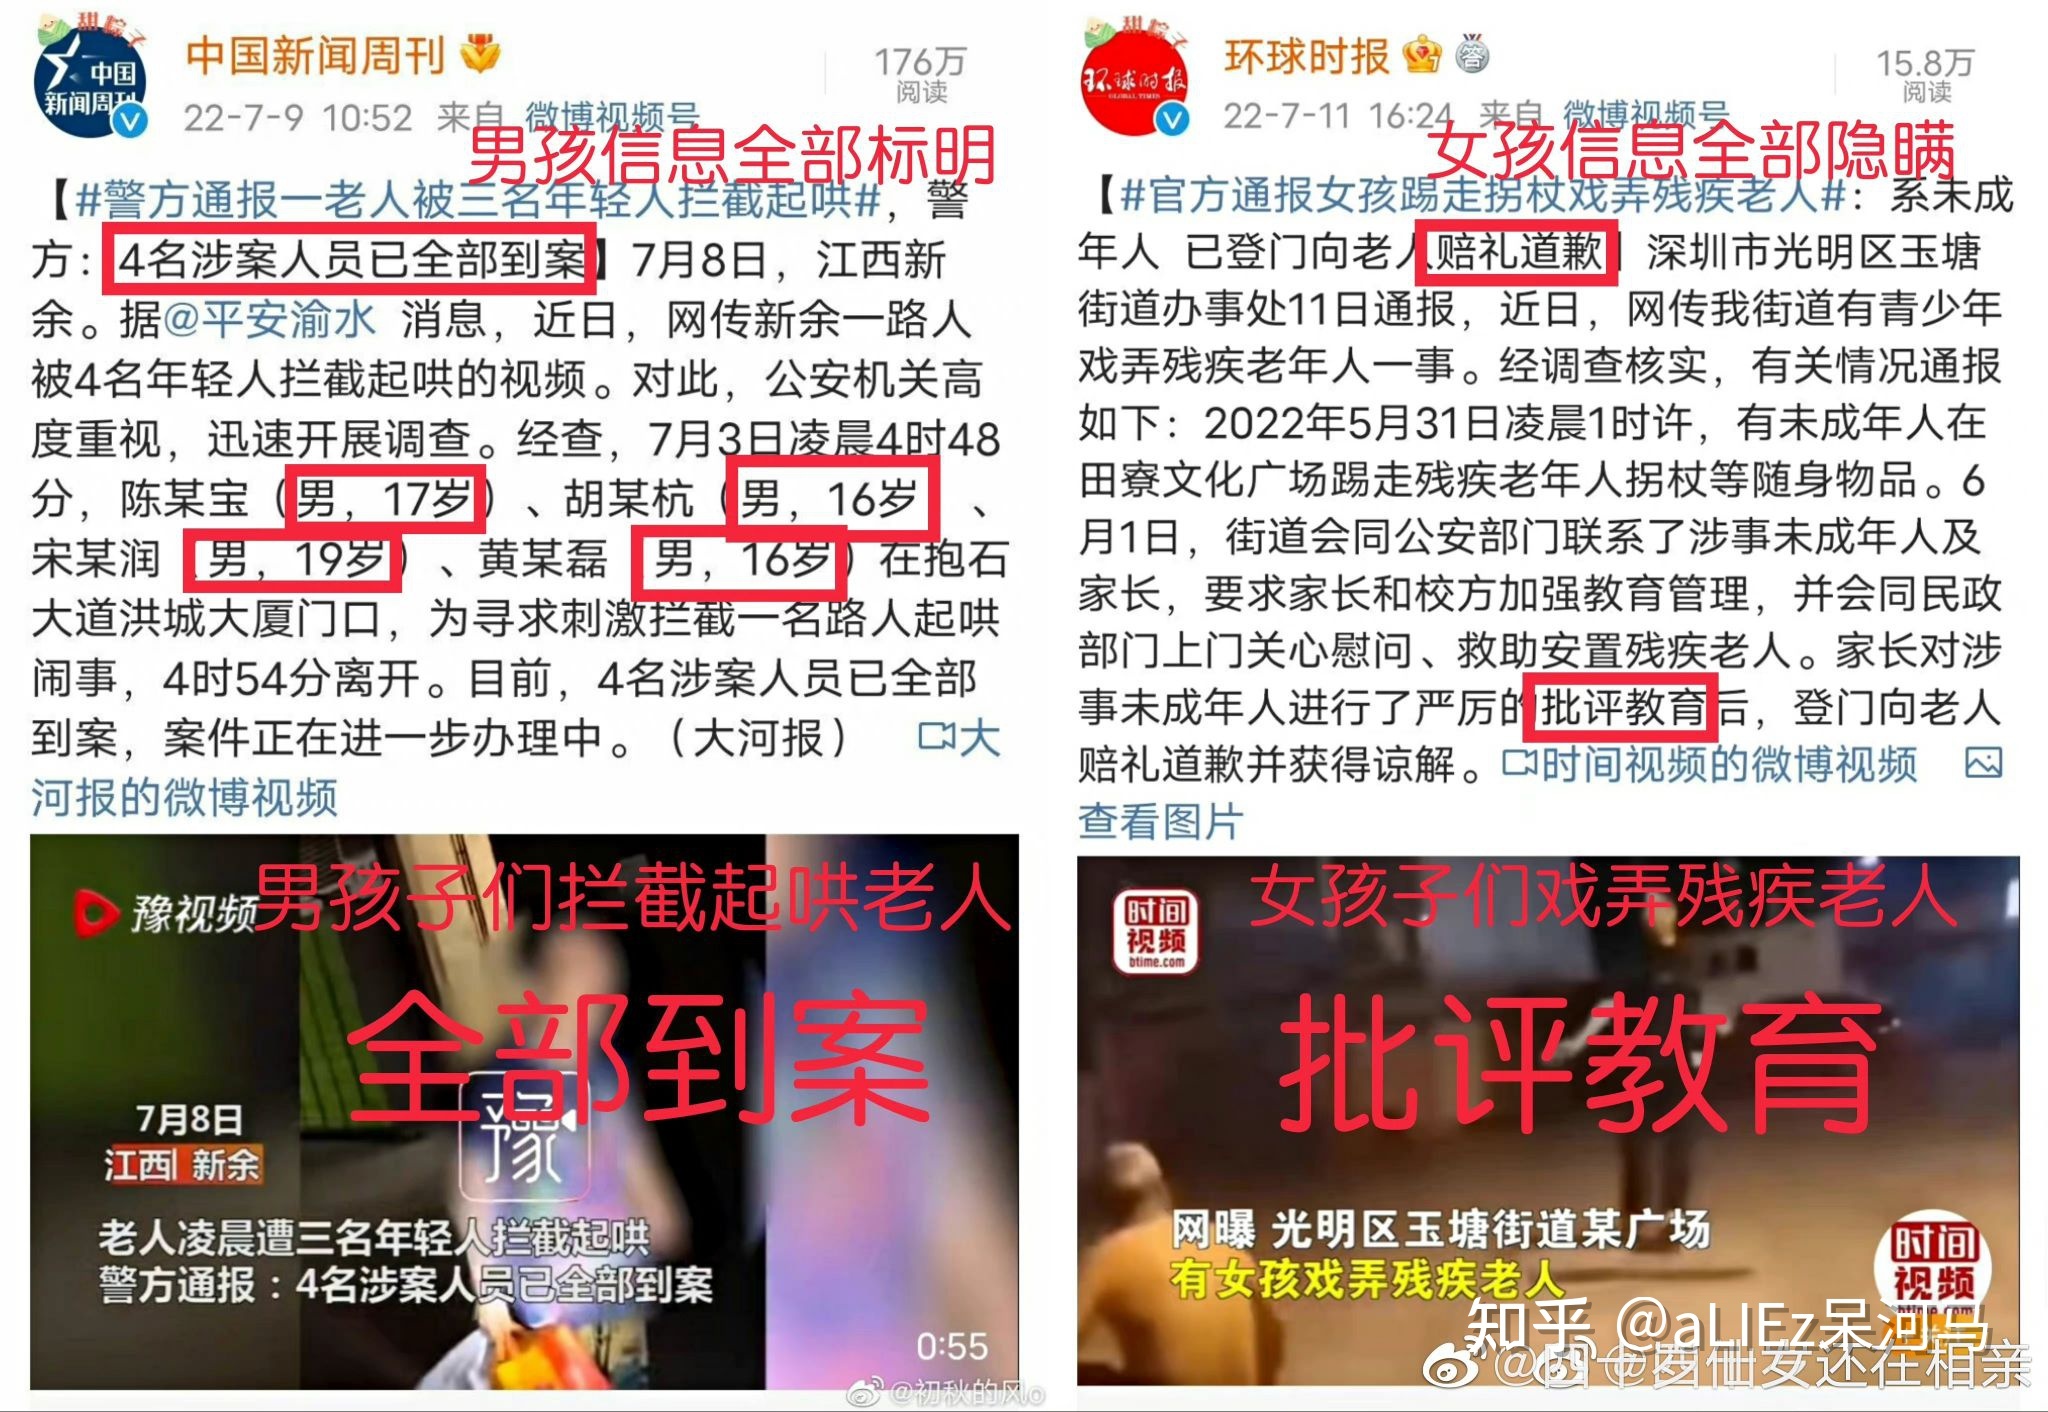 甜粽子
中国
新闻周刊
中国新闻周刊
176万
阅读
22-7-9 10:52 来自 微博视频号
男孩信息全部标明
【#警方通报一老人被三名年轻人拦截起哄#，警
方：4名涉案人员已全部到案】7月8日，江西新
余。据@平安渝水 消息，近日，网传新余一路人
被4名年轻人拦截起哄的视频。对此，公安机关高
度重视，迅速开展调查。经查，7月3日凌晨4时48
分，陈某宝（男，17岁）、胡某杭（男，16岁 、
宋某润 男，19岁）、黄某磊 男，16岁）在抱石
大道洪城大厦门口，为寻求刺激拦截一名路人起哄
闹事，4时54分离开。目前，4名涉案人员已全部
到案，案件正在进一步办理中。（大河报） 大
河报的微博视频
豫视频
男孩子们拦截起哄老人
全部到案
豫
7月8日
江西 新余
老人凌晨遭三名年轻人拦截起哄
警方通报：4名涉案人员已全部到案
0:55
@初秋的风o
甜粽子
环球时报
GLOBAL TIMES
环球时报
答
15.8万
阅读
22-7-11 16:24 来自 微博视频号
女孩信息全部隐瞒
【#官方通报女孩踢走拐杖戏弄残疾老人#：系未成
年人 已登门向老人赔礼道歉】深圳市光明区玉塘
街道办事处11日通报，近日，网传我街道有青少年
戏弄残疾老年人一事。经调查核实，有关情况通报
如下：2022年5月31日凌晨1时许，有未成年人在
田寮文化广场踢走残疾老年人拐杖等随身物品。6
月1日，街道会同公安部门联系了涉事未成年人及
家长，要求家长和校方加强教育管理，并会同民政
部门上门关心慰问、救助安置残疾老人。家长对涉
事未成年人进行了严厉的批评教育后，登门向老人
赔礼道歉并获得谅解。时间视频的微博视频
查看图片
时间
视频
btime.com
女孩子们戏弄残疾老人
批评教育
网曝 光明区玉塘街道某广场
有女孩戏弄残疾老人
时间
视频
btime.com
知乎 @aLIEz呆河马
仙女还在相亲